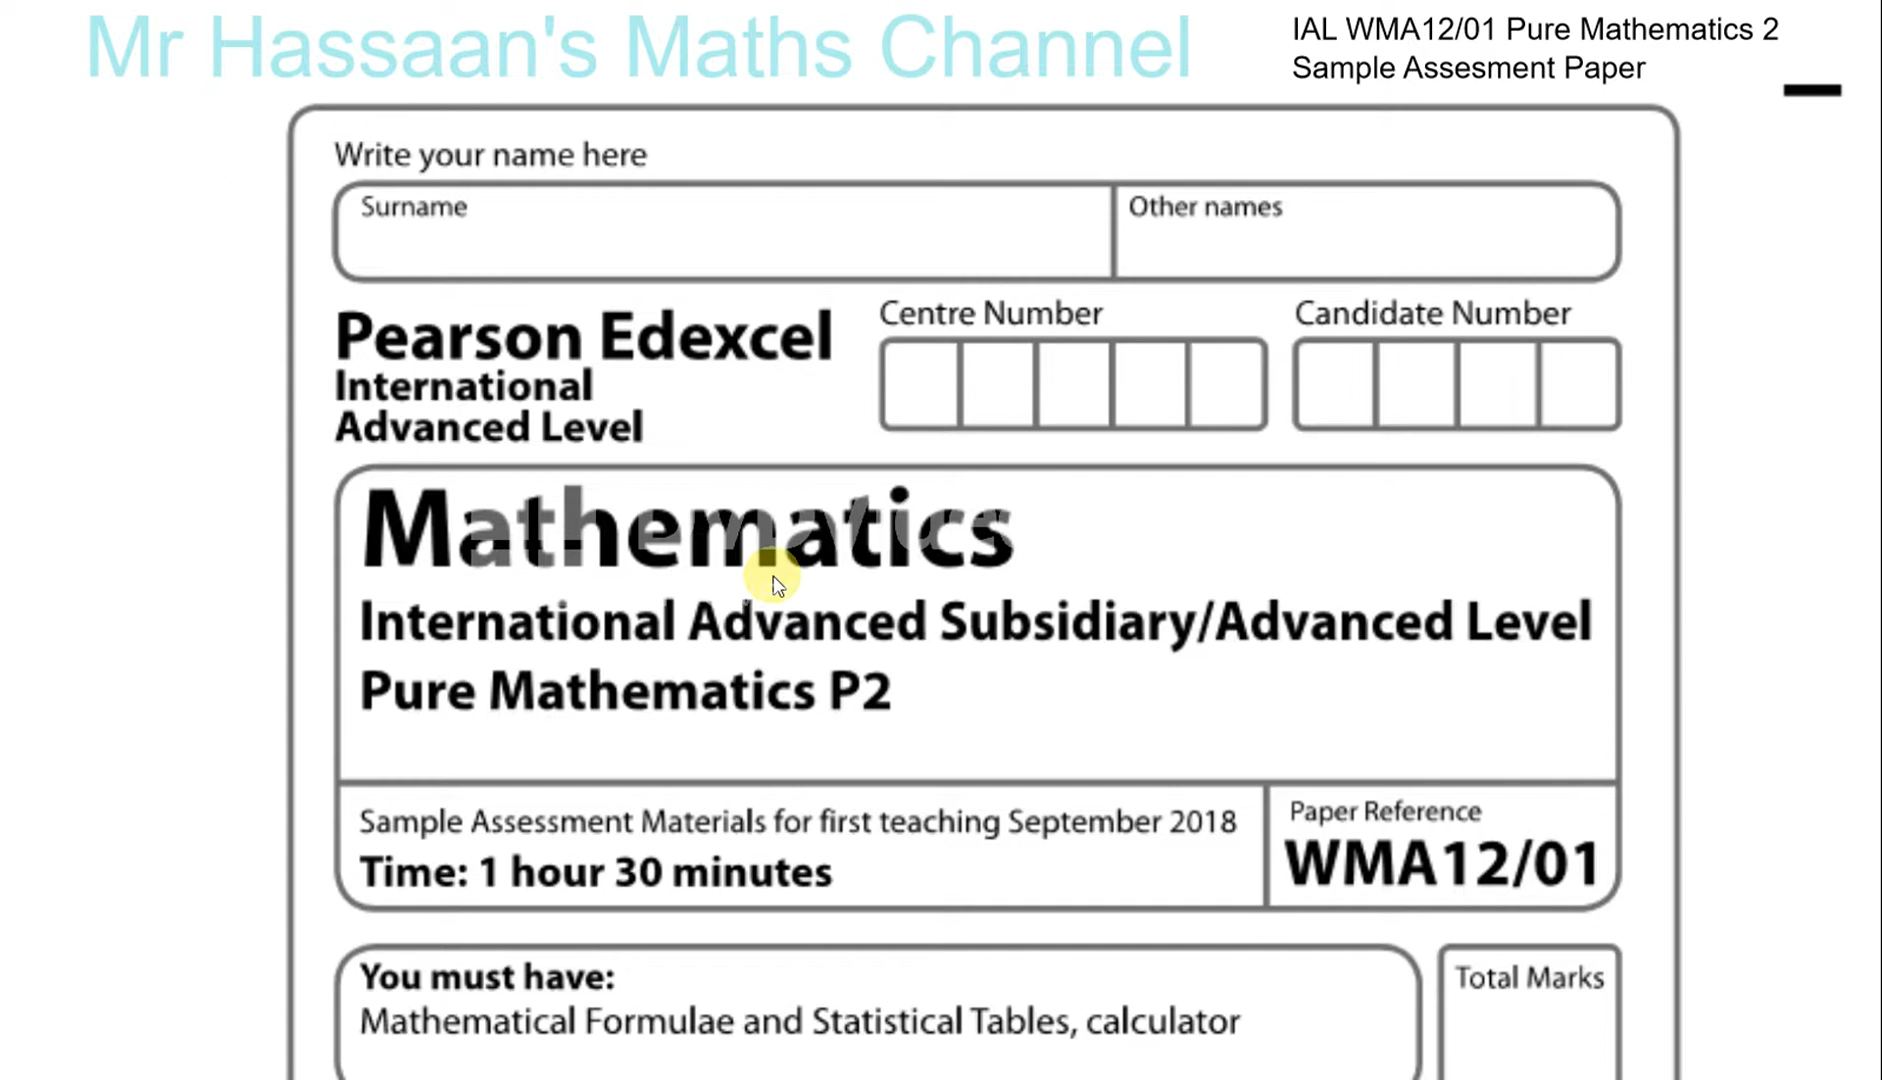 Mr Hassaan's Maths Channel
IAL WMA12/01 Pure Mathematics 2
Sample Assesment Paper
Write your name here
Surname
Other names
Pearson Edexcel
International
Advanced Level
Centre Number
Candidate Number
Mathematics
International Advanced Subsidiary/Advanced Level
Pure Mathematics P2
Sample Assessment Materials for first teaching September 2018
Time: 1 hour 30 minutes
Paper Reference
WMA12/01
You must have:
Mathematical Formulae and Statistical Tables, calculator
Total Marks